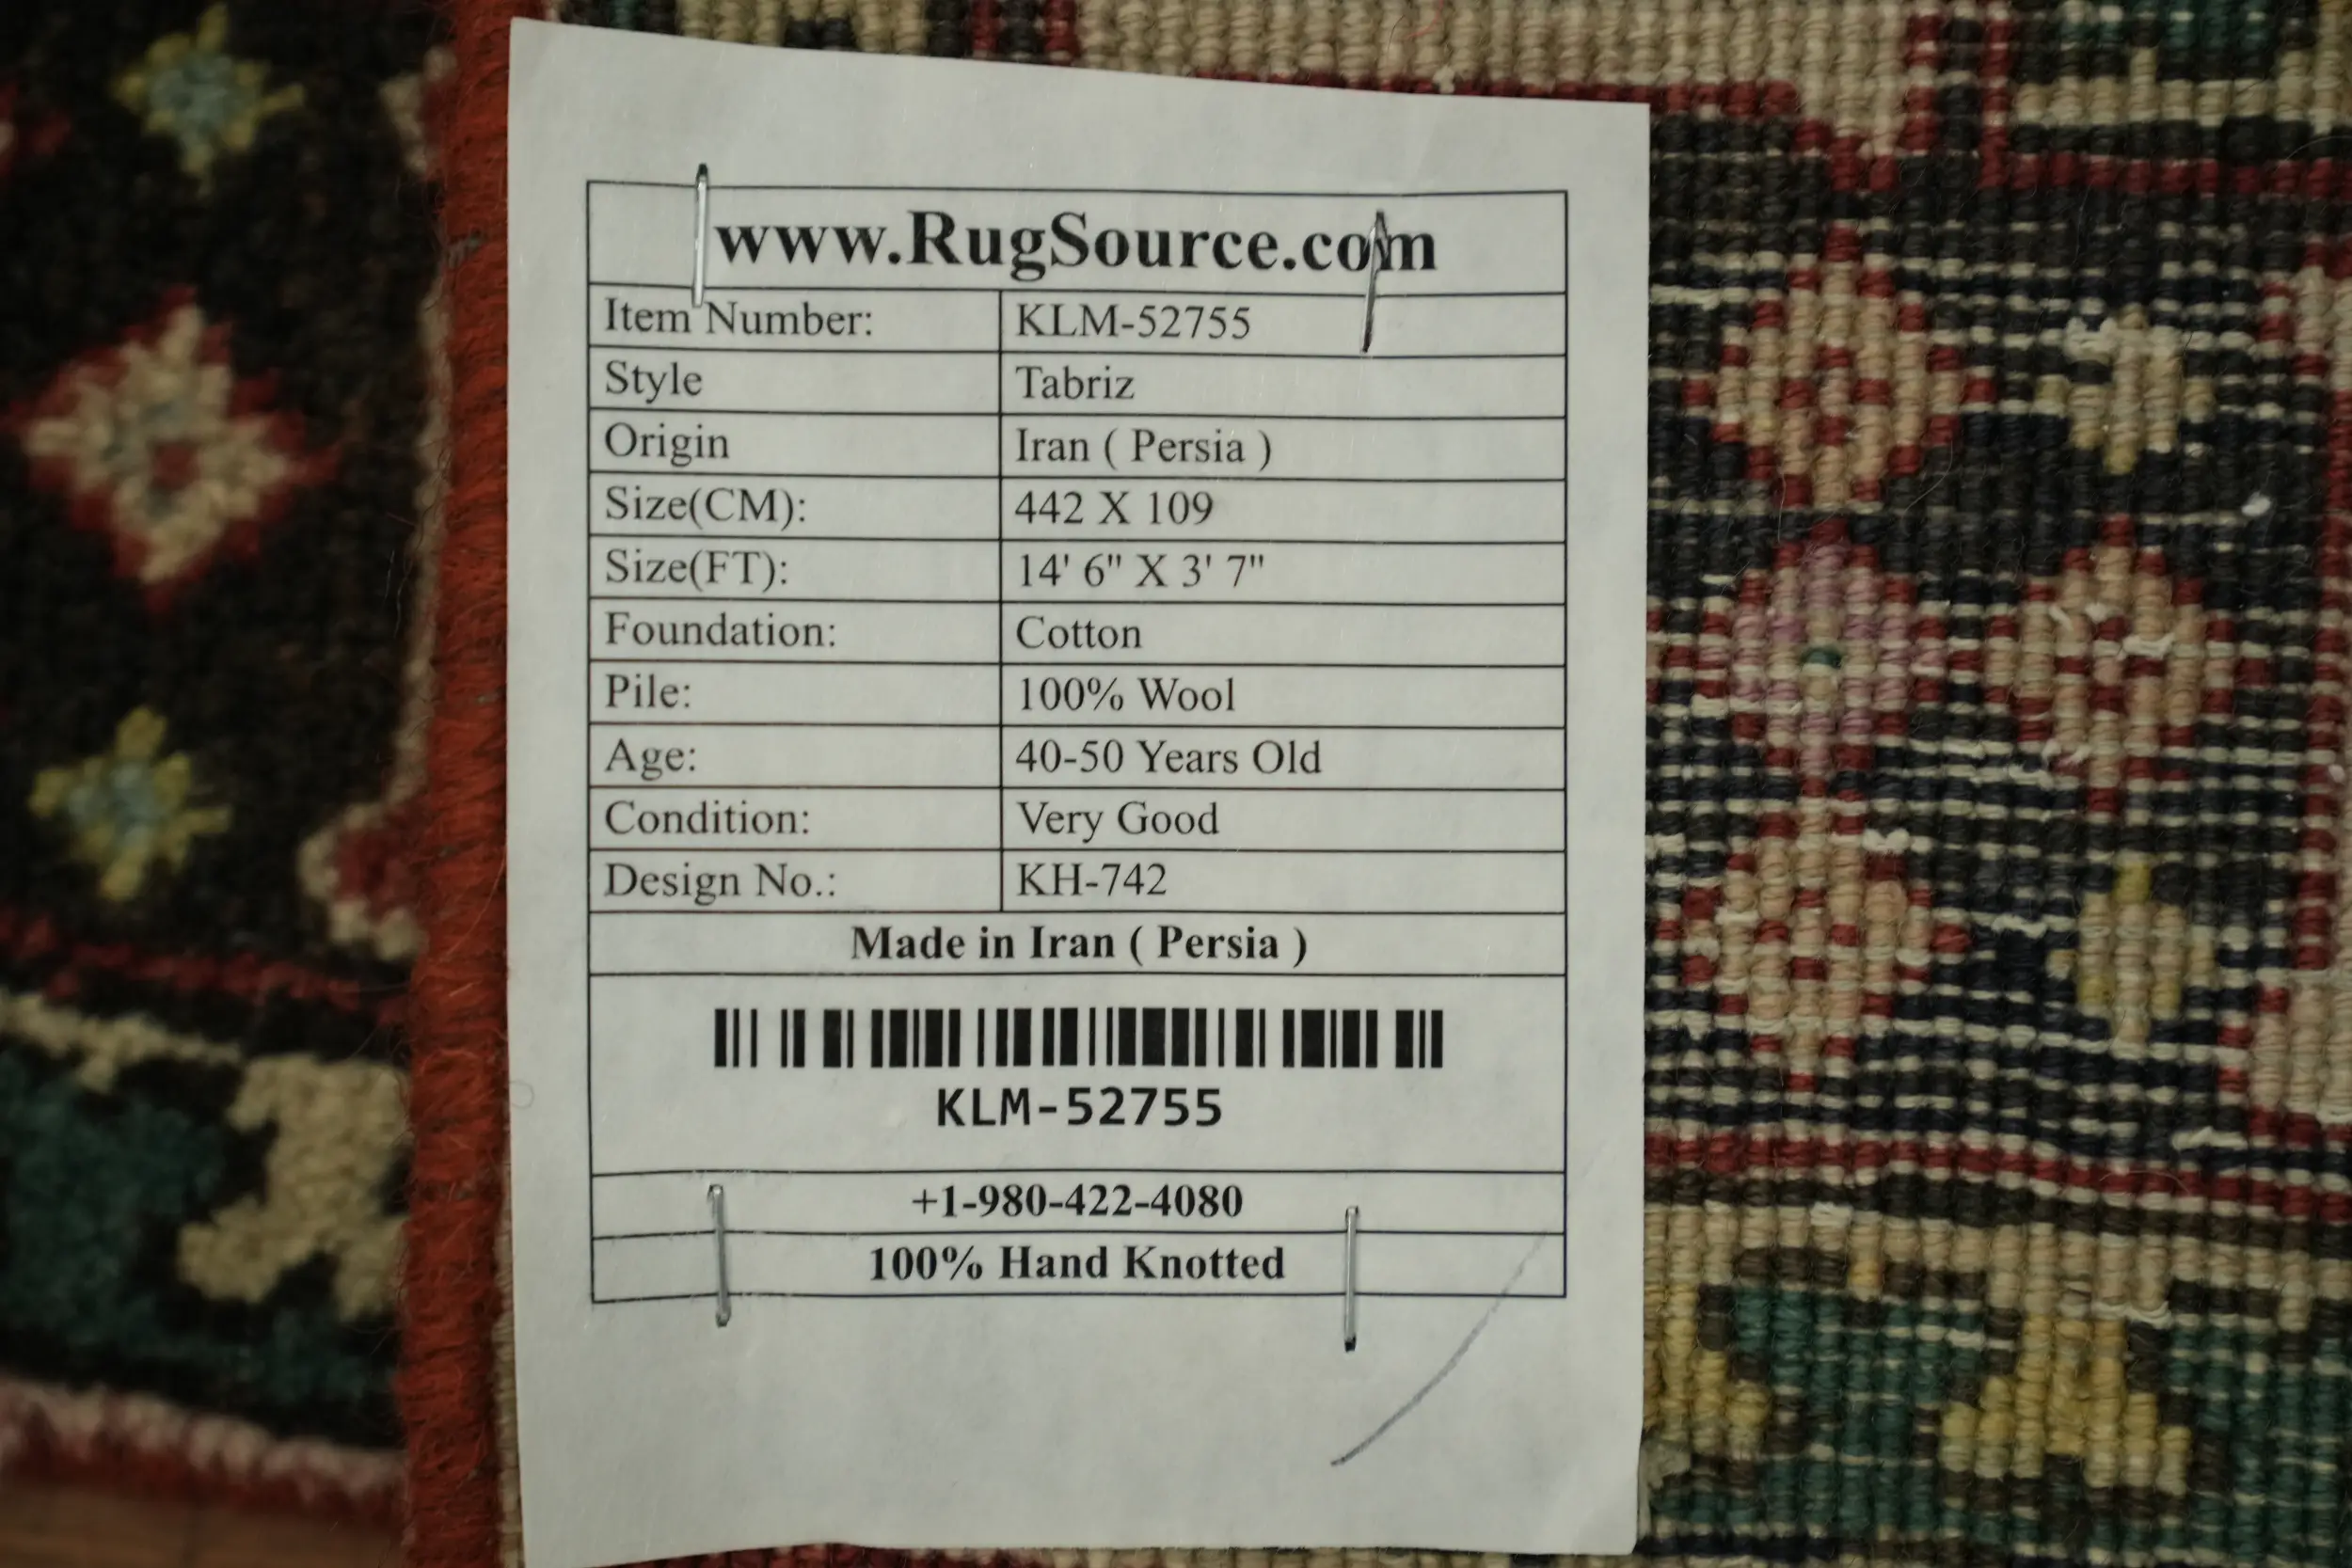 www.RugSource.com
Item Number: KLM-52755
Style Tabriz
Origin Iran ( Persia )
Size(CM): 442 X 109
Size(FT): 14' 6" X 3' 7"
Foundation: Cotton
Pile: 100% Wool
Age: 40-50 Years Old
Condition: Very Good
Design No.: KH-742
Made in Iran ( Persia )
KLM-52755
+1-980-422-4080
100% Hand Knotted